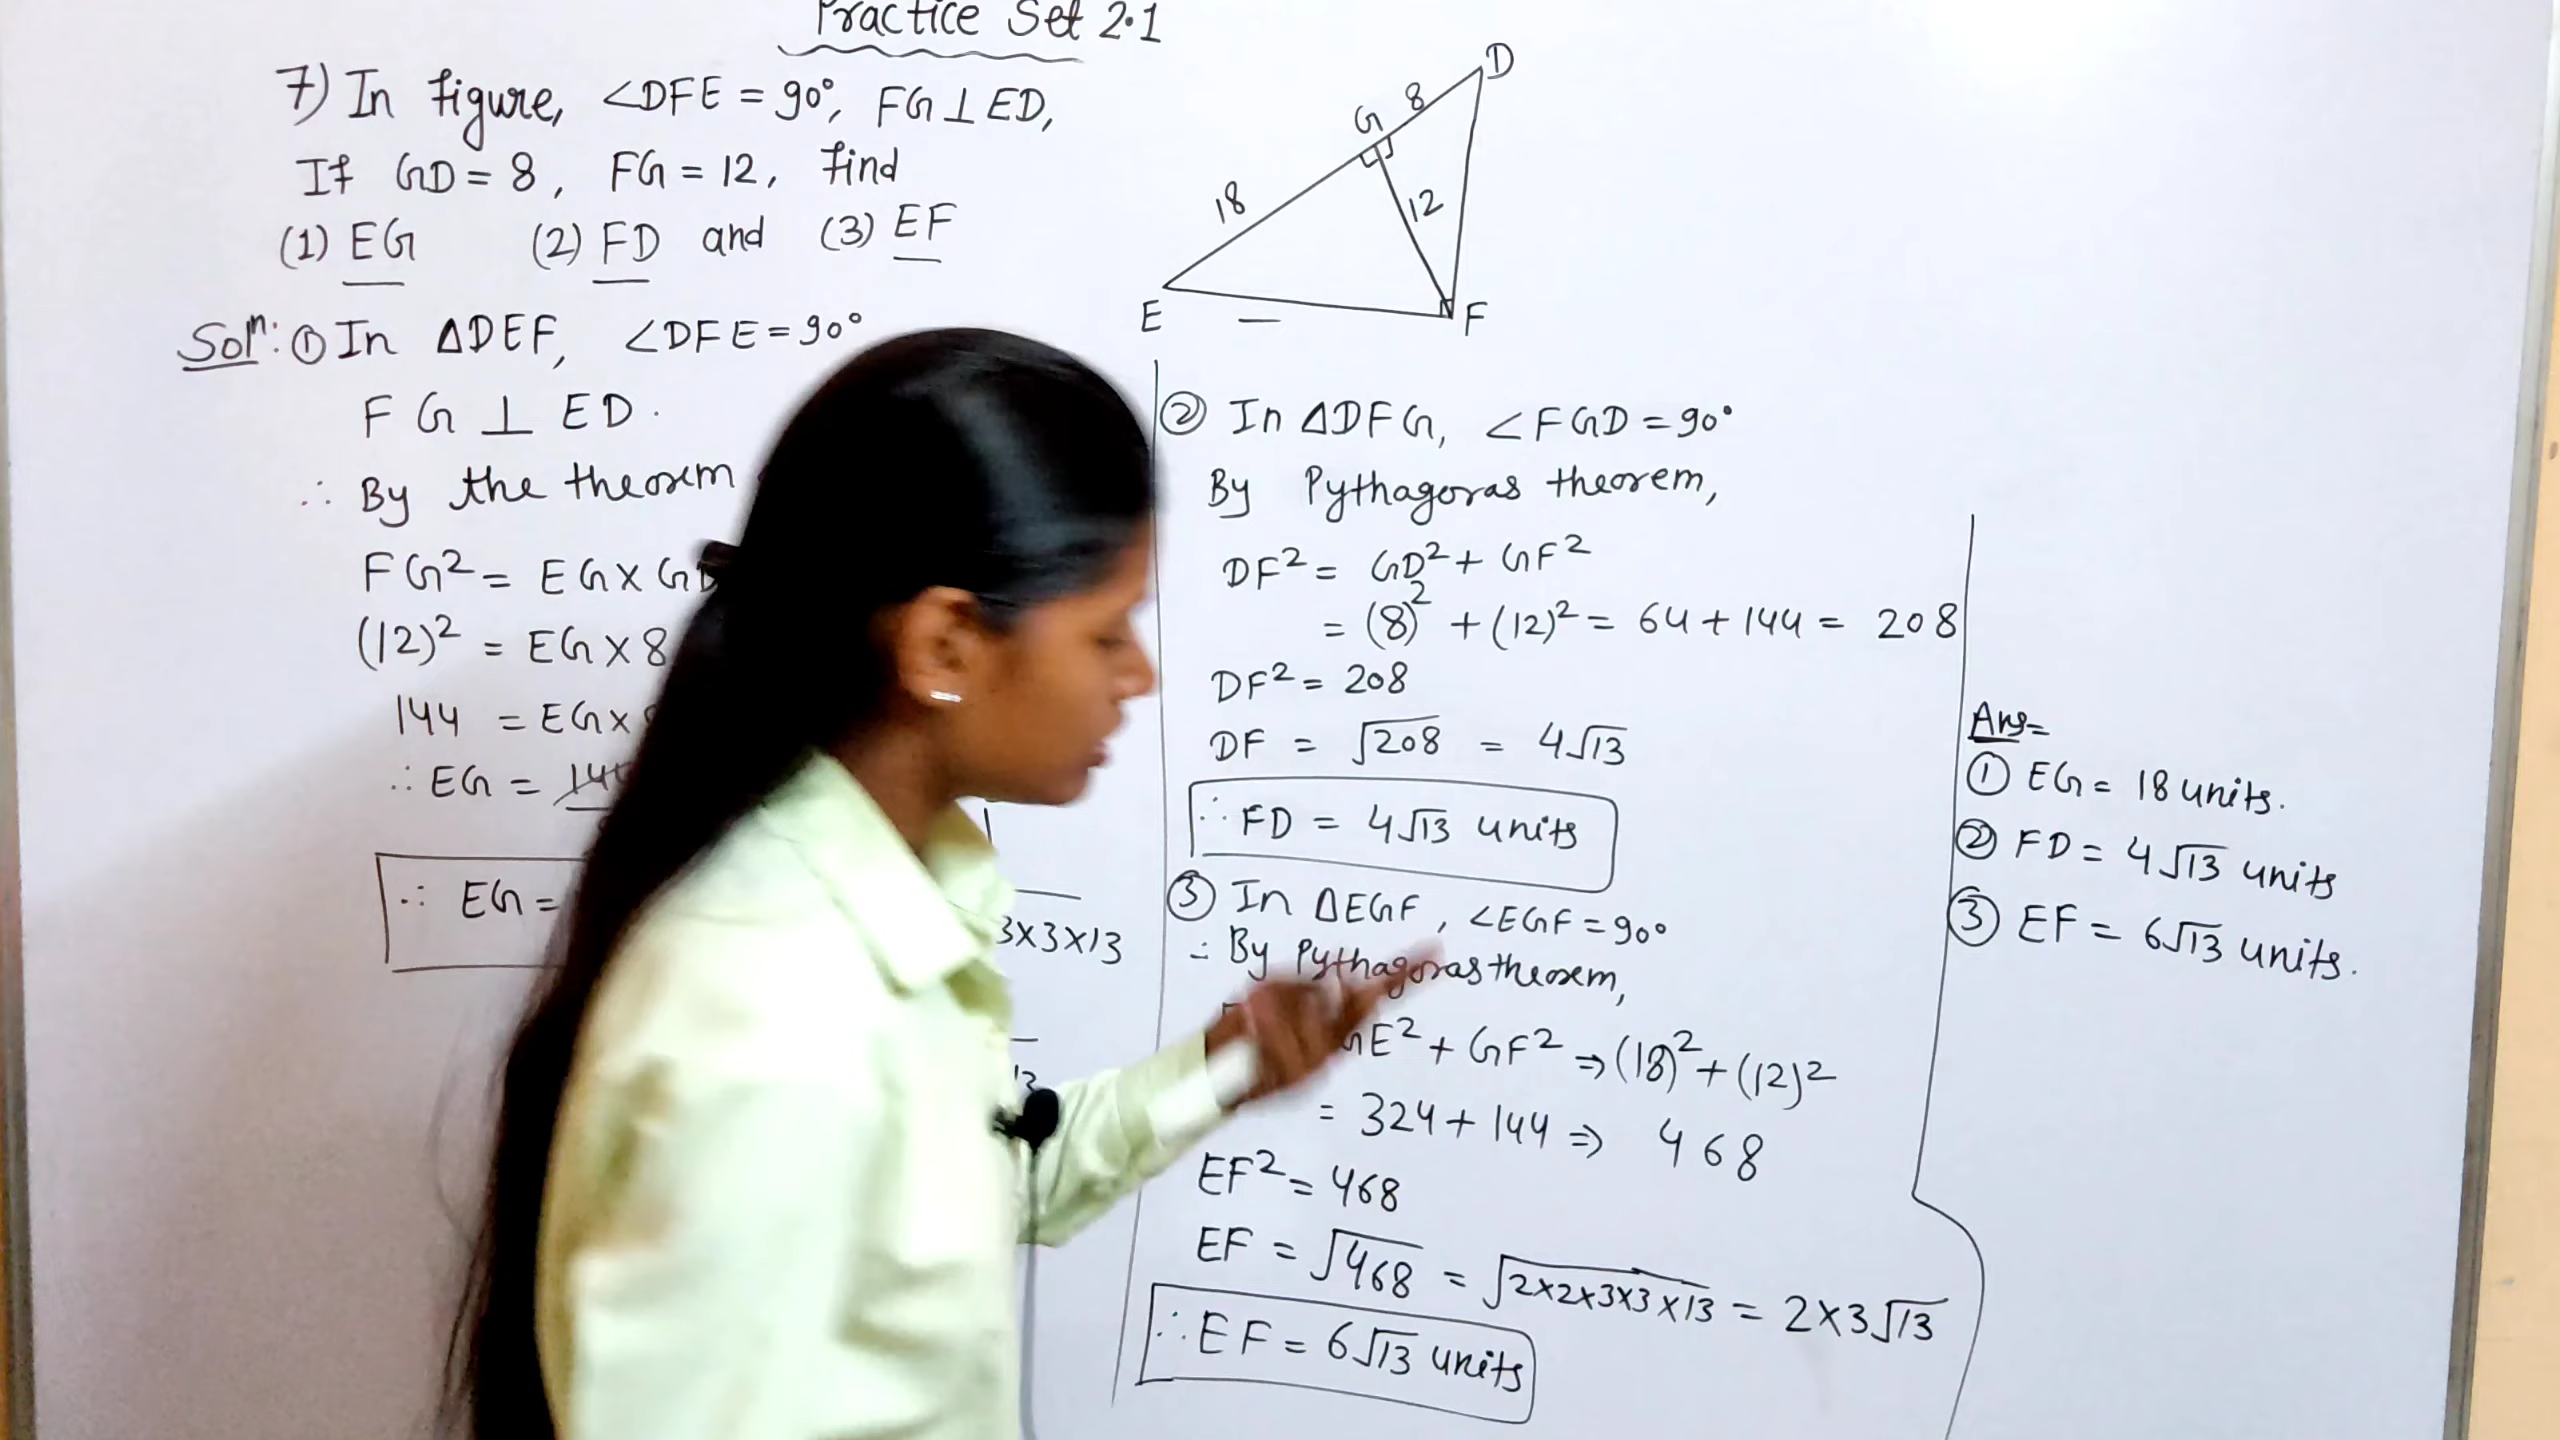 Practice Set 2.1
7) In figure, ∠DFE = 90°, FG ⊥ ED,
If GD = 8, FG = 12, find
(1) EG (2) FD and (3) EF
D
8
G
18
12
E
F
Solⁿ: ① In ΔDEF, ∠DFE = 90°
FG ⊥ ED.
∴ By the theorem
FG² = EG × GD
(12)² = EG × 8
144 = EG ×
∴ EG =
∴ EG =
3×3×13
② In ΔDFG, ∠FGD = 90°
By Pythagoras theorem,
DF² = GD² + GF²
= (8)² + (12)² = 64 + 144 = 208
DF² = 208
DF = √208 = 4√13
∴ FD = 4√13 units
③ In ΔEGF, ∠EGF = 90°
∴ By Pythagoras theorem,
GE² + GF² ⇒ (18)² + (12)²
= 324 + 144 ⇒ 468
EF² = 468
EF = √468 = √2×2×3×3×13 = 2×3√13
∴ EF = 6√13 units
Ans=
① EG = 18 units.
② FD = 4√13 units
③ EF = 6√13 units.